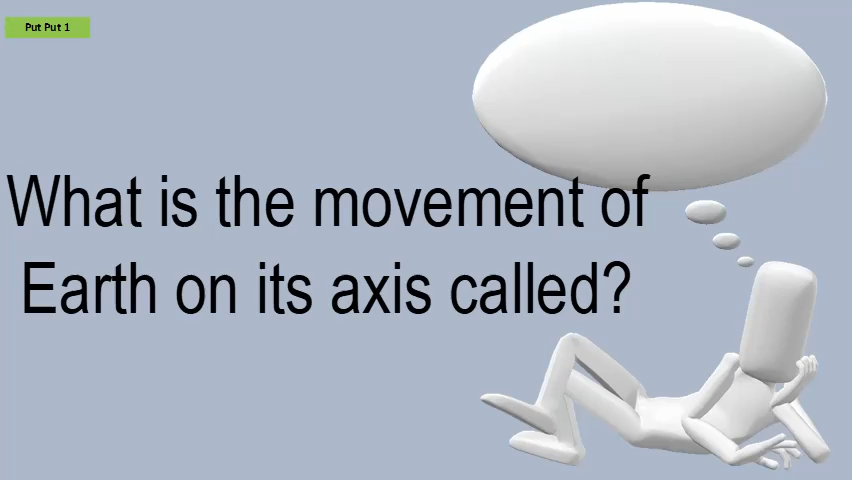 Put Put 1
What is the movement of
Earth on its axis called?